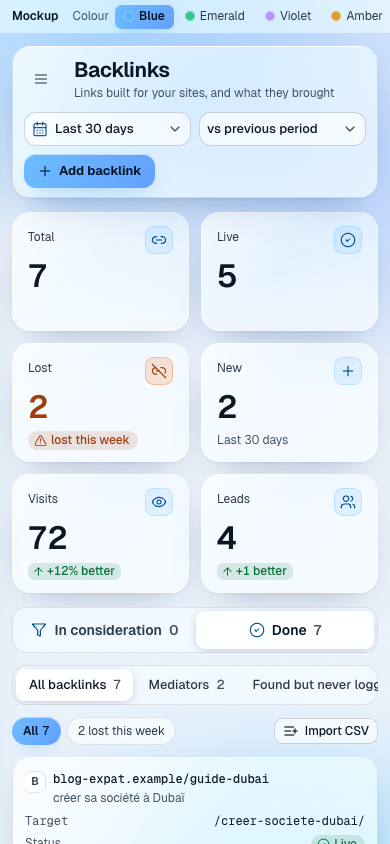 Mockup Colour Blue Emerald Violet Amber
Backlinks
Links built for your sites, and what they brought
Last 30 days vs previous period
Add backlink
Total Live
7 5
Lost New
2 2
lost this week Last 30 days
Visits Leads
72 4
+12% better +1 better
In consideration 0 Done 7
All backlinks 7 Mediators 2 Found but never logg
All 7 2 lost this week Import CSV
B blog-expat.example/guide-dubai
créer sa société à Dubaï
Target /creer-societe-dubai/
Status Live